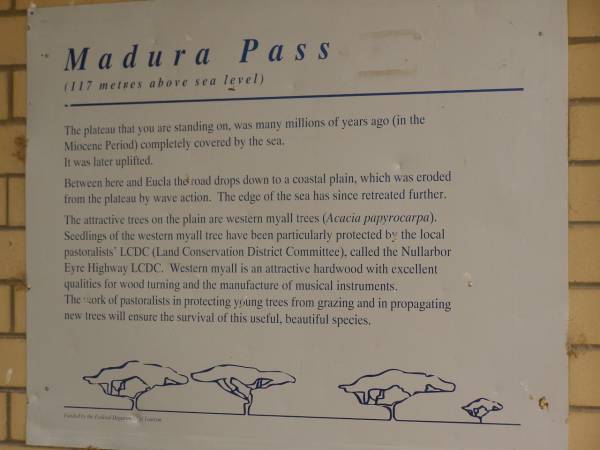 Madura Pass
(117 metres above sea level)
The plateau that you are standing on, was many millions of years ago (in the
Miocene Period) completely covered by the sea.
It was later uplifted.
Between here and Eucla the road drops down to a coastal plain, which was eroded
from the plateau by wave action. The edge of the sea has since retreated further.
The attractive trees on the plain are western myall trees (Acacia papyrocarpa).
Seedlings of the western myall tree have been particularly protected by the local
pastoralists' LCDC (Land Conservation District Committee), called the Nullarbor
Eyre Highway LCDC. Western myall is an attractive hardwood with excellent
qualities for wood turning and the manufacture of musical instruments.
The work of pastoralists in protecting young trees from grazing and in propagating
new trees will ensure the survival of this useful, beautiful species.
Funded by the Federal Department of Tourism